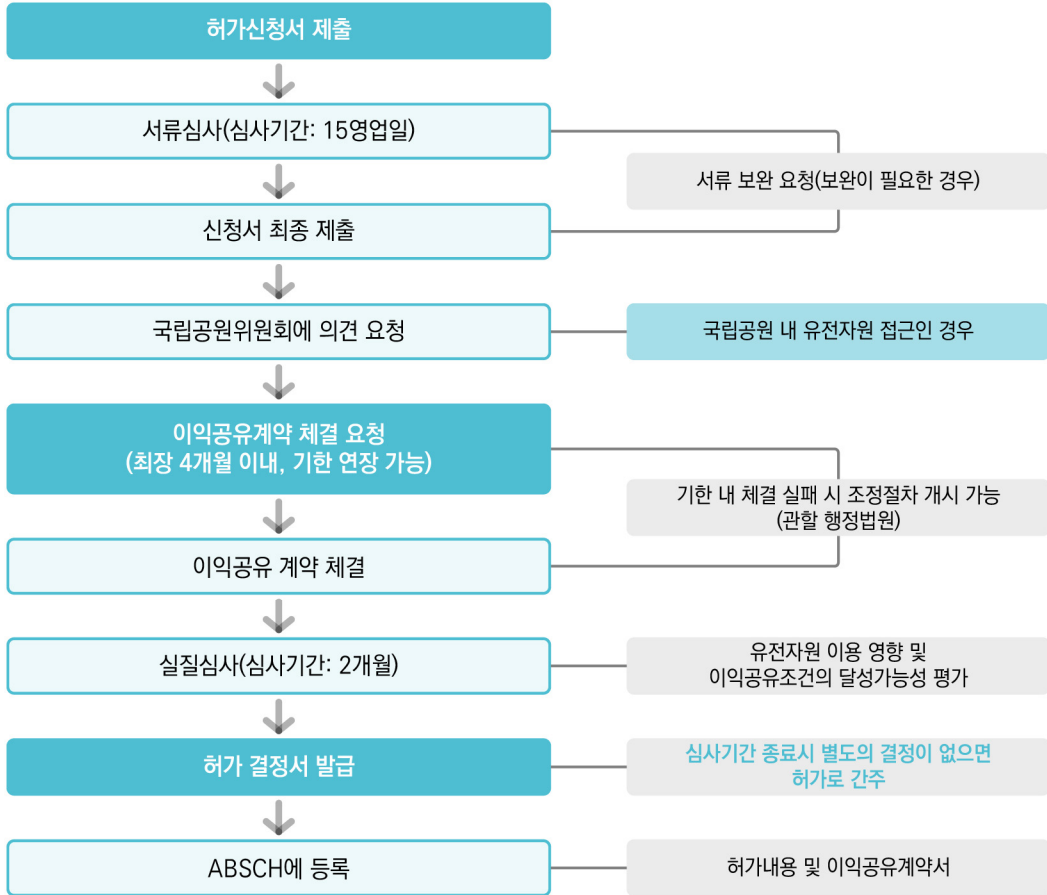 허가신청서 제출
서류심사(심사기간: 15영업일)
서류 보완 요청(보완이 필요한 경우)
신청서 최종 제출
국립공원위원회에 의견 요청
국립공원 내 유전자원 접근인 경우
이익공유계약 체결 요청
(최장 4개월 이내, 기한 연장 가능)
기한 내 체결 실패 시 조정절차 개시 가능
(관할 행정법원)
이익공유 계약 체결
실질심사(심사기간: 2개월)
유전자원 이용 영향 및
이익공유조건의 달성가능성 평가
허가 결정서 발급
심사기간 종료시 별도의 결정이 없으면
허가로 간주
ABSCH에 등록
허가내용 및 이익공유계약서